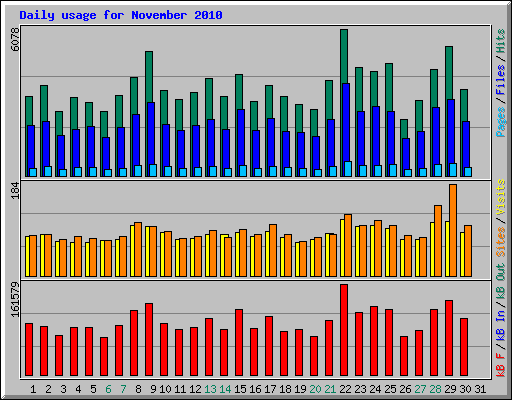 Daily usage for November 2010
6078
Pages / Files / Hits
184
Sites / Visits
161579
kB F / kB In / kB Out
1 2 3 4 5 6 7 8 9 10 11 12 13 14 15 16 17 18 19 20 21 22 23 24 25 26 27 28 29 30 31